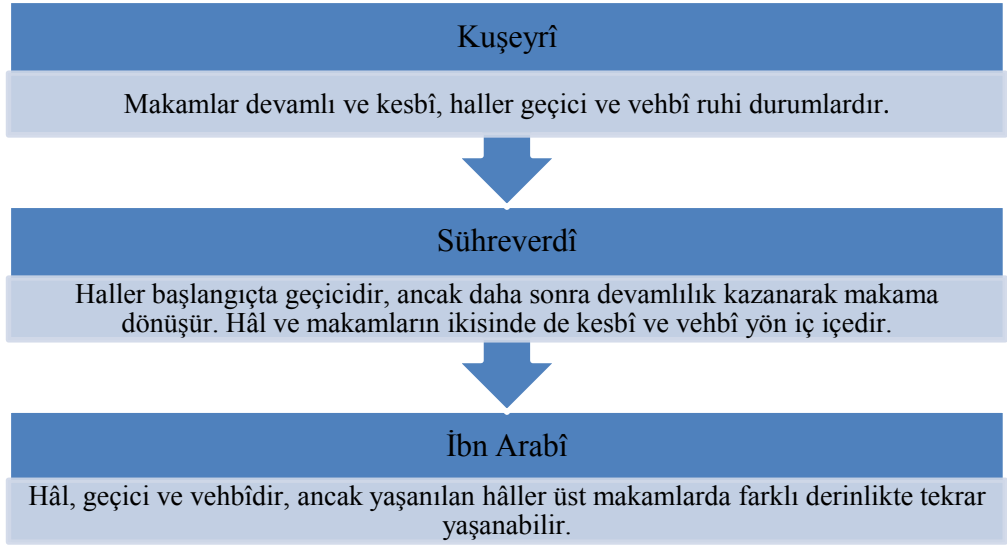 Kuşeyrî
Makamlar devamlı ve kesbî, haller geçici ve vehbî ruhi durumlardır.
Sühreverdî
Haller başlangıçta geçicidir, ancak daha sonra devamlılık kazanarak makama
dönüşür. Hâl ve makamların ikisinde de kesbî ve vehbî yön iç içedir.
İbn Arabî
Hâl, geçici ve vehbîdir, ancak yaşanılan hâller üst makamlarda farklı derinlikte tekrar
yaşanabilir.